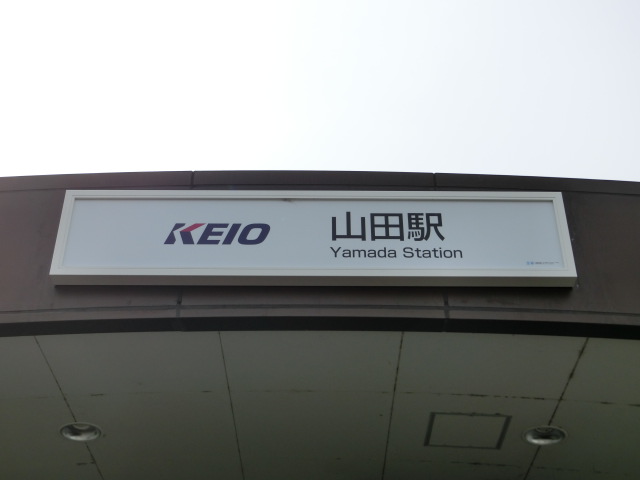 KEIO 山田駅
Yamada Station